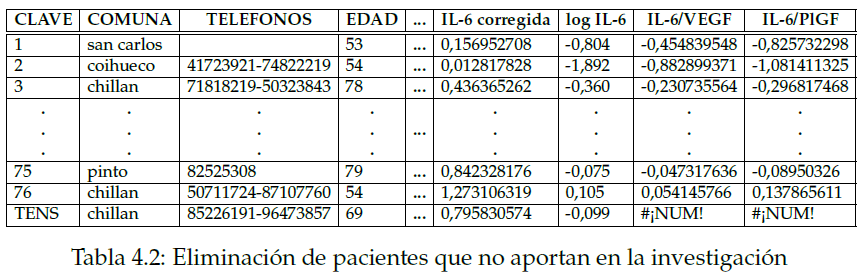 CLAVE COMUNA TELEFONOS EDAD ... IL-6 corregida log IL-6 IL-6/VEGF IL-6/PlGF
1 san carlos 53 ... 0,156952708 -0,804 -0,454839548 -0,825732298
2 coihueco 41723921-74822219 54 ... 0,012817828 -1,892 -0,882899371 -1,081411325
3 chillan 71818219-50323843 78 ... 0,436365262 -0,360 -0,230735564 -0,296817468
. . . . . . . .
. . . . ... . . . .
. . . . . . . .
75 pinto 82525308 79 ... 0,842328176 -0,075 -0,047317636 -0,08950326
76 chillan 50711724-87107760 54 ... 1,273106319 0,105 0,054145766 0,137865611
TENS chillan 85226191-96473857 69 ... 0,795830574 -0,099 #¡NUM! #¡NUM!
Tabla 4.2: Eliminación de pacientes que no aportan en la investigación